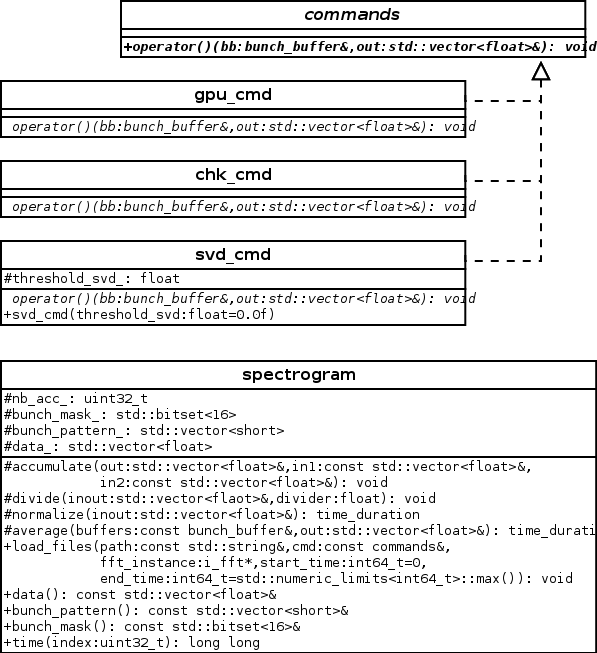 commands
+operator()(bb:bunch_buffer&,out:std::vector<float>&): void
gpu_cmd
operator()(bb:bunch_buffer&,out:std::vector<float>&): void
chk_cmd
operator()(bb:bunch_buffer&,out:std::vector<float>&): void
svd_cmd
#threshold_svd_: float
operator()(bb:bunch_buffer&,out:std::vector<float>&): void
+svd_cmd(threshold_svd:float=0.0f)
spectrogram
#nb_acc_: uint32_t
#bunch_mask_: std::bitset<16>
#bunch_pattern_: std::vector<short>
#data_: std::vector<float>
#accumulate(out:std::vector<float>&,in1:const std::vector<float>&,
in2:const std::vector<float>&): void
#divide(inout:std::vector<flaot>&,divider:float): void
#normalize(inout:std::vector<float>&): time_duration
#average(buffers:const bunch_buffer&,out:std::vector<float>&): time_durati
+load_files(path:const std::string&,cmd:const commands&,
fft_instance:i_fft*,start_time:int64_t=0,
end_time:int64_t=std::numeric_limits<int64_t>::max()): void
+data(): const std::vector<float>&
+bunch_pattern(): const std::vector<short>&
+bunch_mask(): const std::bitset<16>&
+time(index:uint32_t): long long